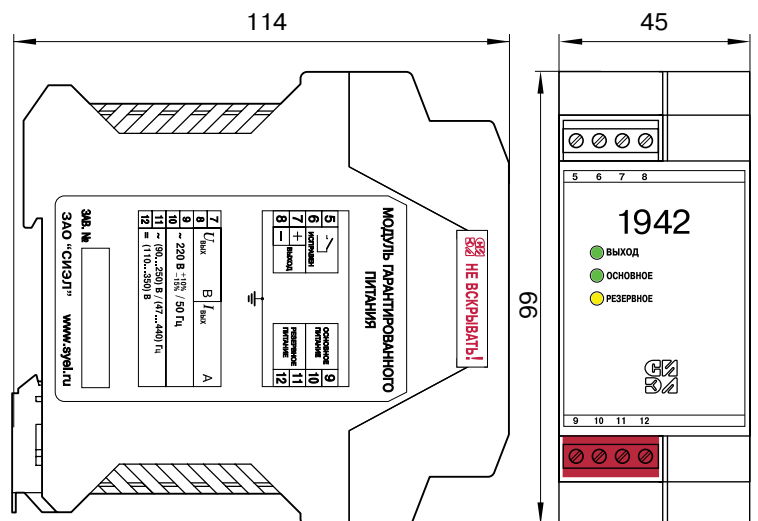 114
45
99
ЗАО "СИЭЛ" www.syel.ru
ЗАВ. №
7 8 U ВЫХ В I ВЫХ А
9 10 ~ 220 В +10% −15% / 50 Гц
11 ~ (90...250) В / (47...440) Гц
12 = (110...350) В
МОДУЛЬ ГАРАНТИРОВАННОГО
ПИТАНИЯ
5
6
ИСПРАВЕН
7 +
8 −
ВЫХОД
ОСНОВНОЕ
ПИТАНИЕ
9
10
РЕЗЕРВНОЕ
ПИТАНИЕ
11
12
СИЭЛ НЕ ВСКРЫВАТЬ!
5 6 7 8
1942
ВЫХОД
ОСНОВНОЕ
РЕЗЕРВНОЕ
СИ
ЭЛ
9 10 11 12